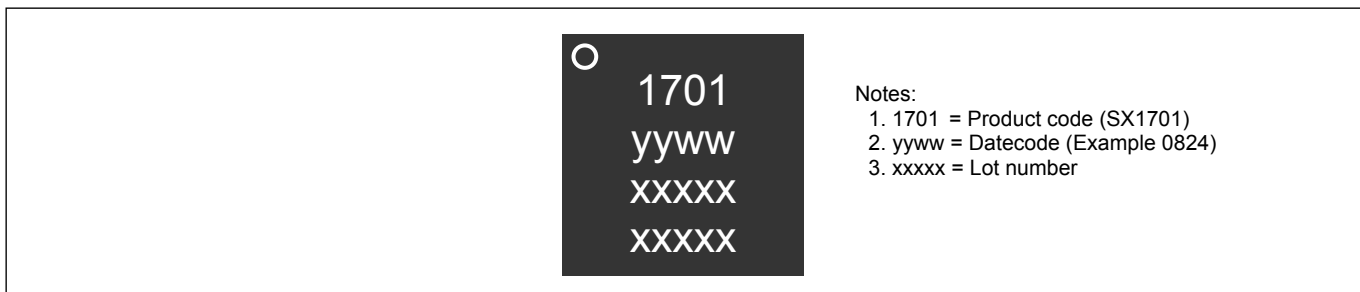 1701
yyww
xxxxx
xxxxx
Notes:
1. 1701 = Product code (SX1701)
2. yyww = Datecode (Example 0824)
3. xxxxx = Lot number